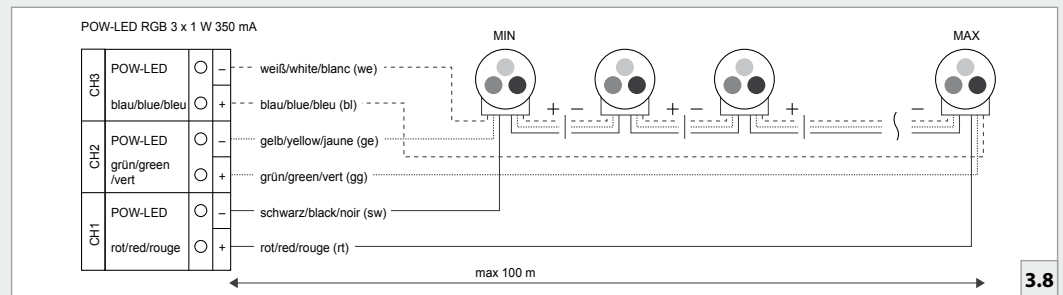 POW-LED RGB 3 x 1 W 350 mA
MIN
MAX
CH3
POW-LED
–
weiß/white/blanc (we)
blau/blue/bleu
+
blau/blue/bleu (bl)
+ –
+ –
+
–
CH2
POW-LED
–
gelb/yellow/jaune (ge)
grün/green
/vert
+
grün/green/vert (gg)
CH1
POW-LED
–
schwarz/black/noir (sw)
rot/red/rouge
+
rot/red/rouge (rt)
max 100 m
3.8